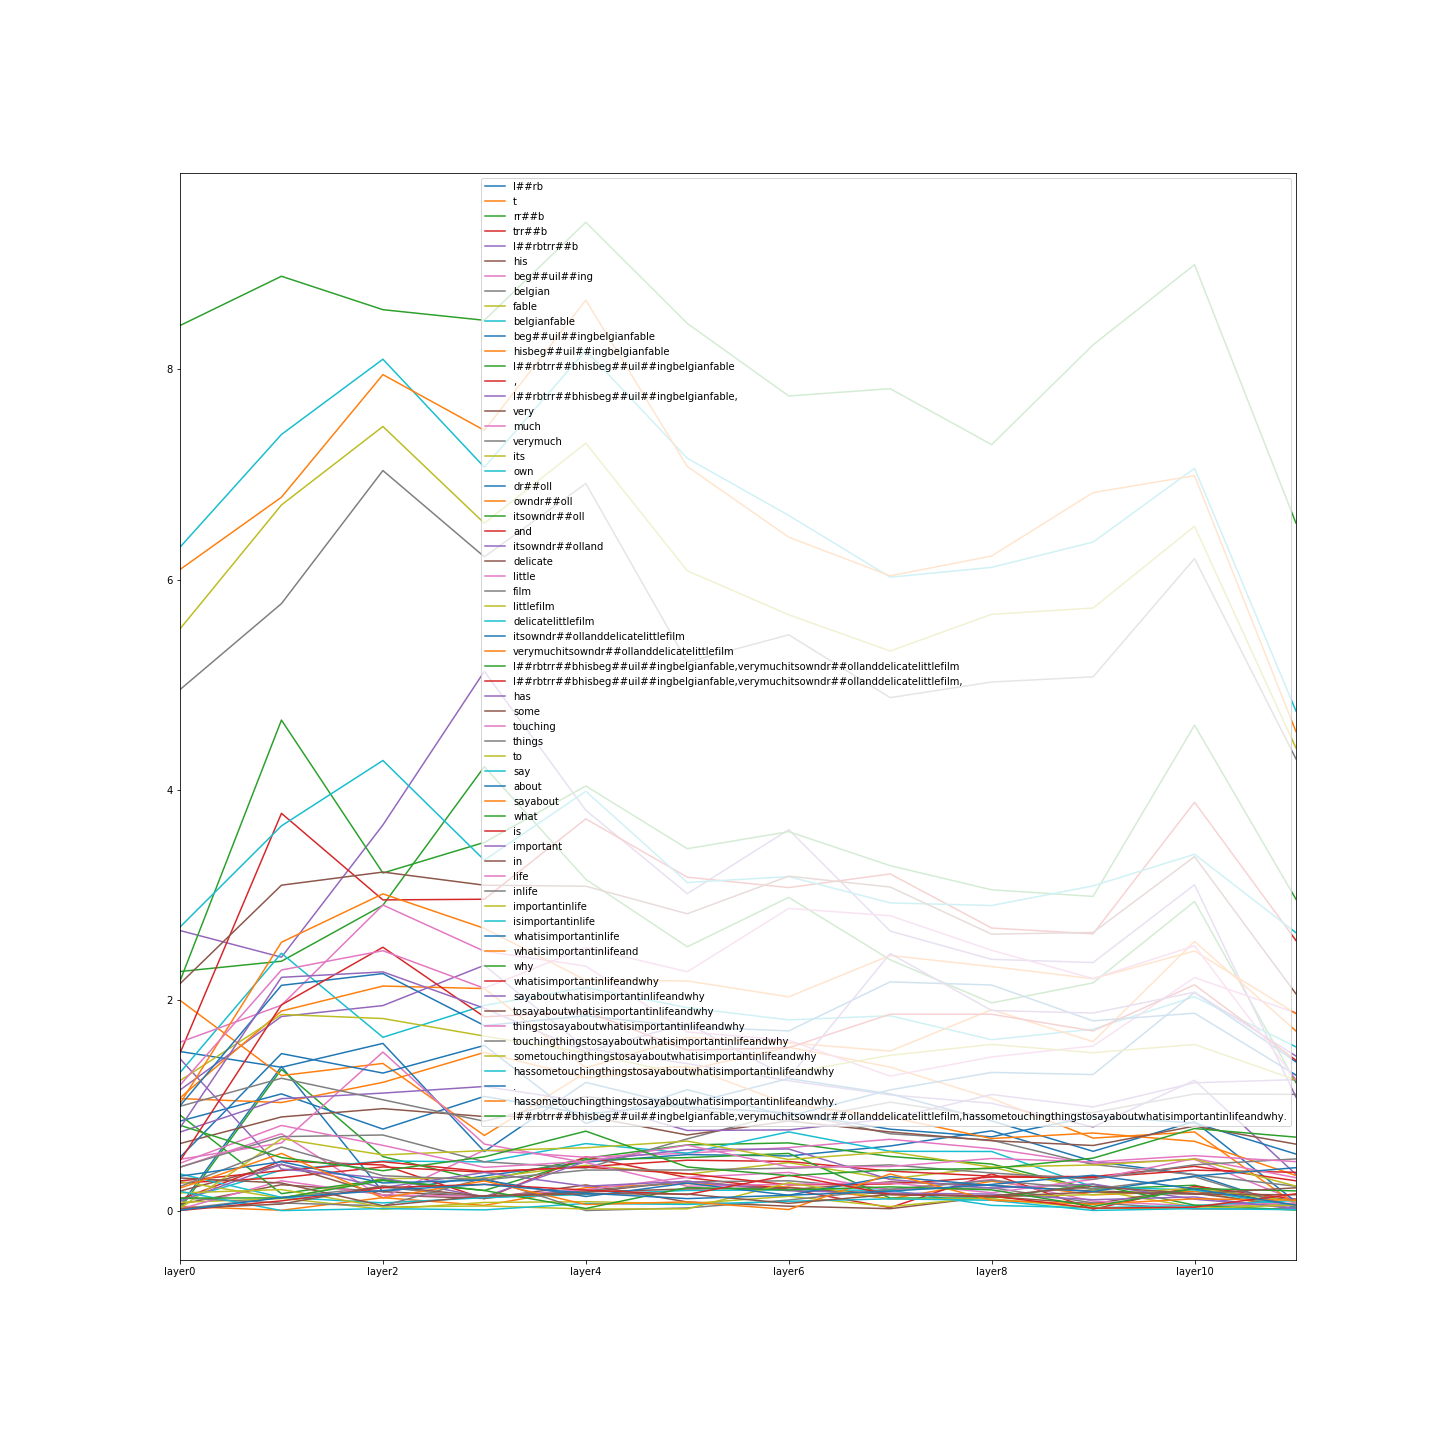 l##rb
t
rr##b
trr##b
l##rbtrr##b
his
beg##uil##ing
belgian
fable
belgianfable
beg##uil##ingbelgianfable
hisbeg##uil##ingbelgianfable
l##rbtrr##bhisbeg##uil##ingbelgianfable
,
l##rbtrr##bhisbeg##uil##ingbelgianfable,
very
much
verymuch
its
own
dr##oll
owndr##oll
itsowndr##oll
and
itsowndr##olland
delicate
little
film
littlefilm
delicatelittlefilm
itsowndr##ollanddelicatelittlefilm
verymuchitsowndr##ollanddelicatelittlefilm
l##rbtrr##bhisbeg##uil##ingbelgianfable,verymuchitsowndr##ollanddelicatelittlefilm
l##rbtrr##bhisbeg##uil##ingbelgianfable,verymuchitsowndr##ollanddelicatelittlefilm,
has
some
touching
things
to
say
about
sayabout
what
is
important
in
life
inlife
importantinlife
isimportantinlife
whatisimportantinlife
whatisimportantinlifeand
why
whatisimportantinlifeandwhy
sayaboutwhatisimportantinlifeandwhy
tosayaboutwhatisimportantinlifeandwhy
thingstosayaboutwhatisimportantinlifeandwhy
touchingthingstosayaboutwhatisimportantinlifeandwhy
sometouchingthingstosayaboutwhatisimportantinlifeandwhy
hassometouchingthingstosayaboutwhatisimportantinlifeandwhy
.
hassometouchingthingstosayaboutwhatisimportantinlifeandwhy.
l##rbtrr##bhisbeg##uil##ingbelgianfable,verymuchitsowndr##ollanddelicatelittlefilm,hassometouchingthingstosayaboutwhatisimportantinlifeandwhy.
8
6
4
2
0
layer0 layer2 layer4 layer6 layer8 layer10